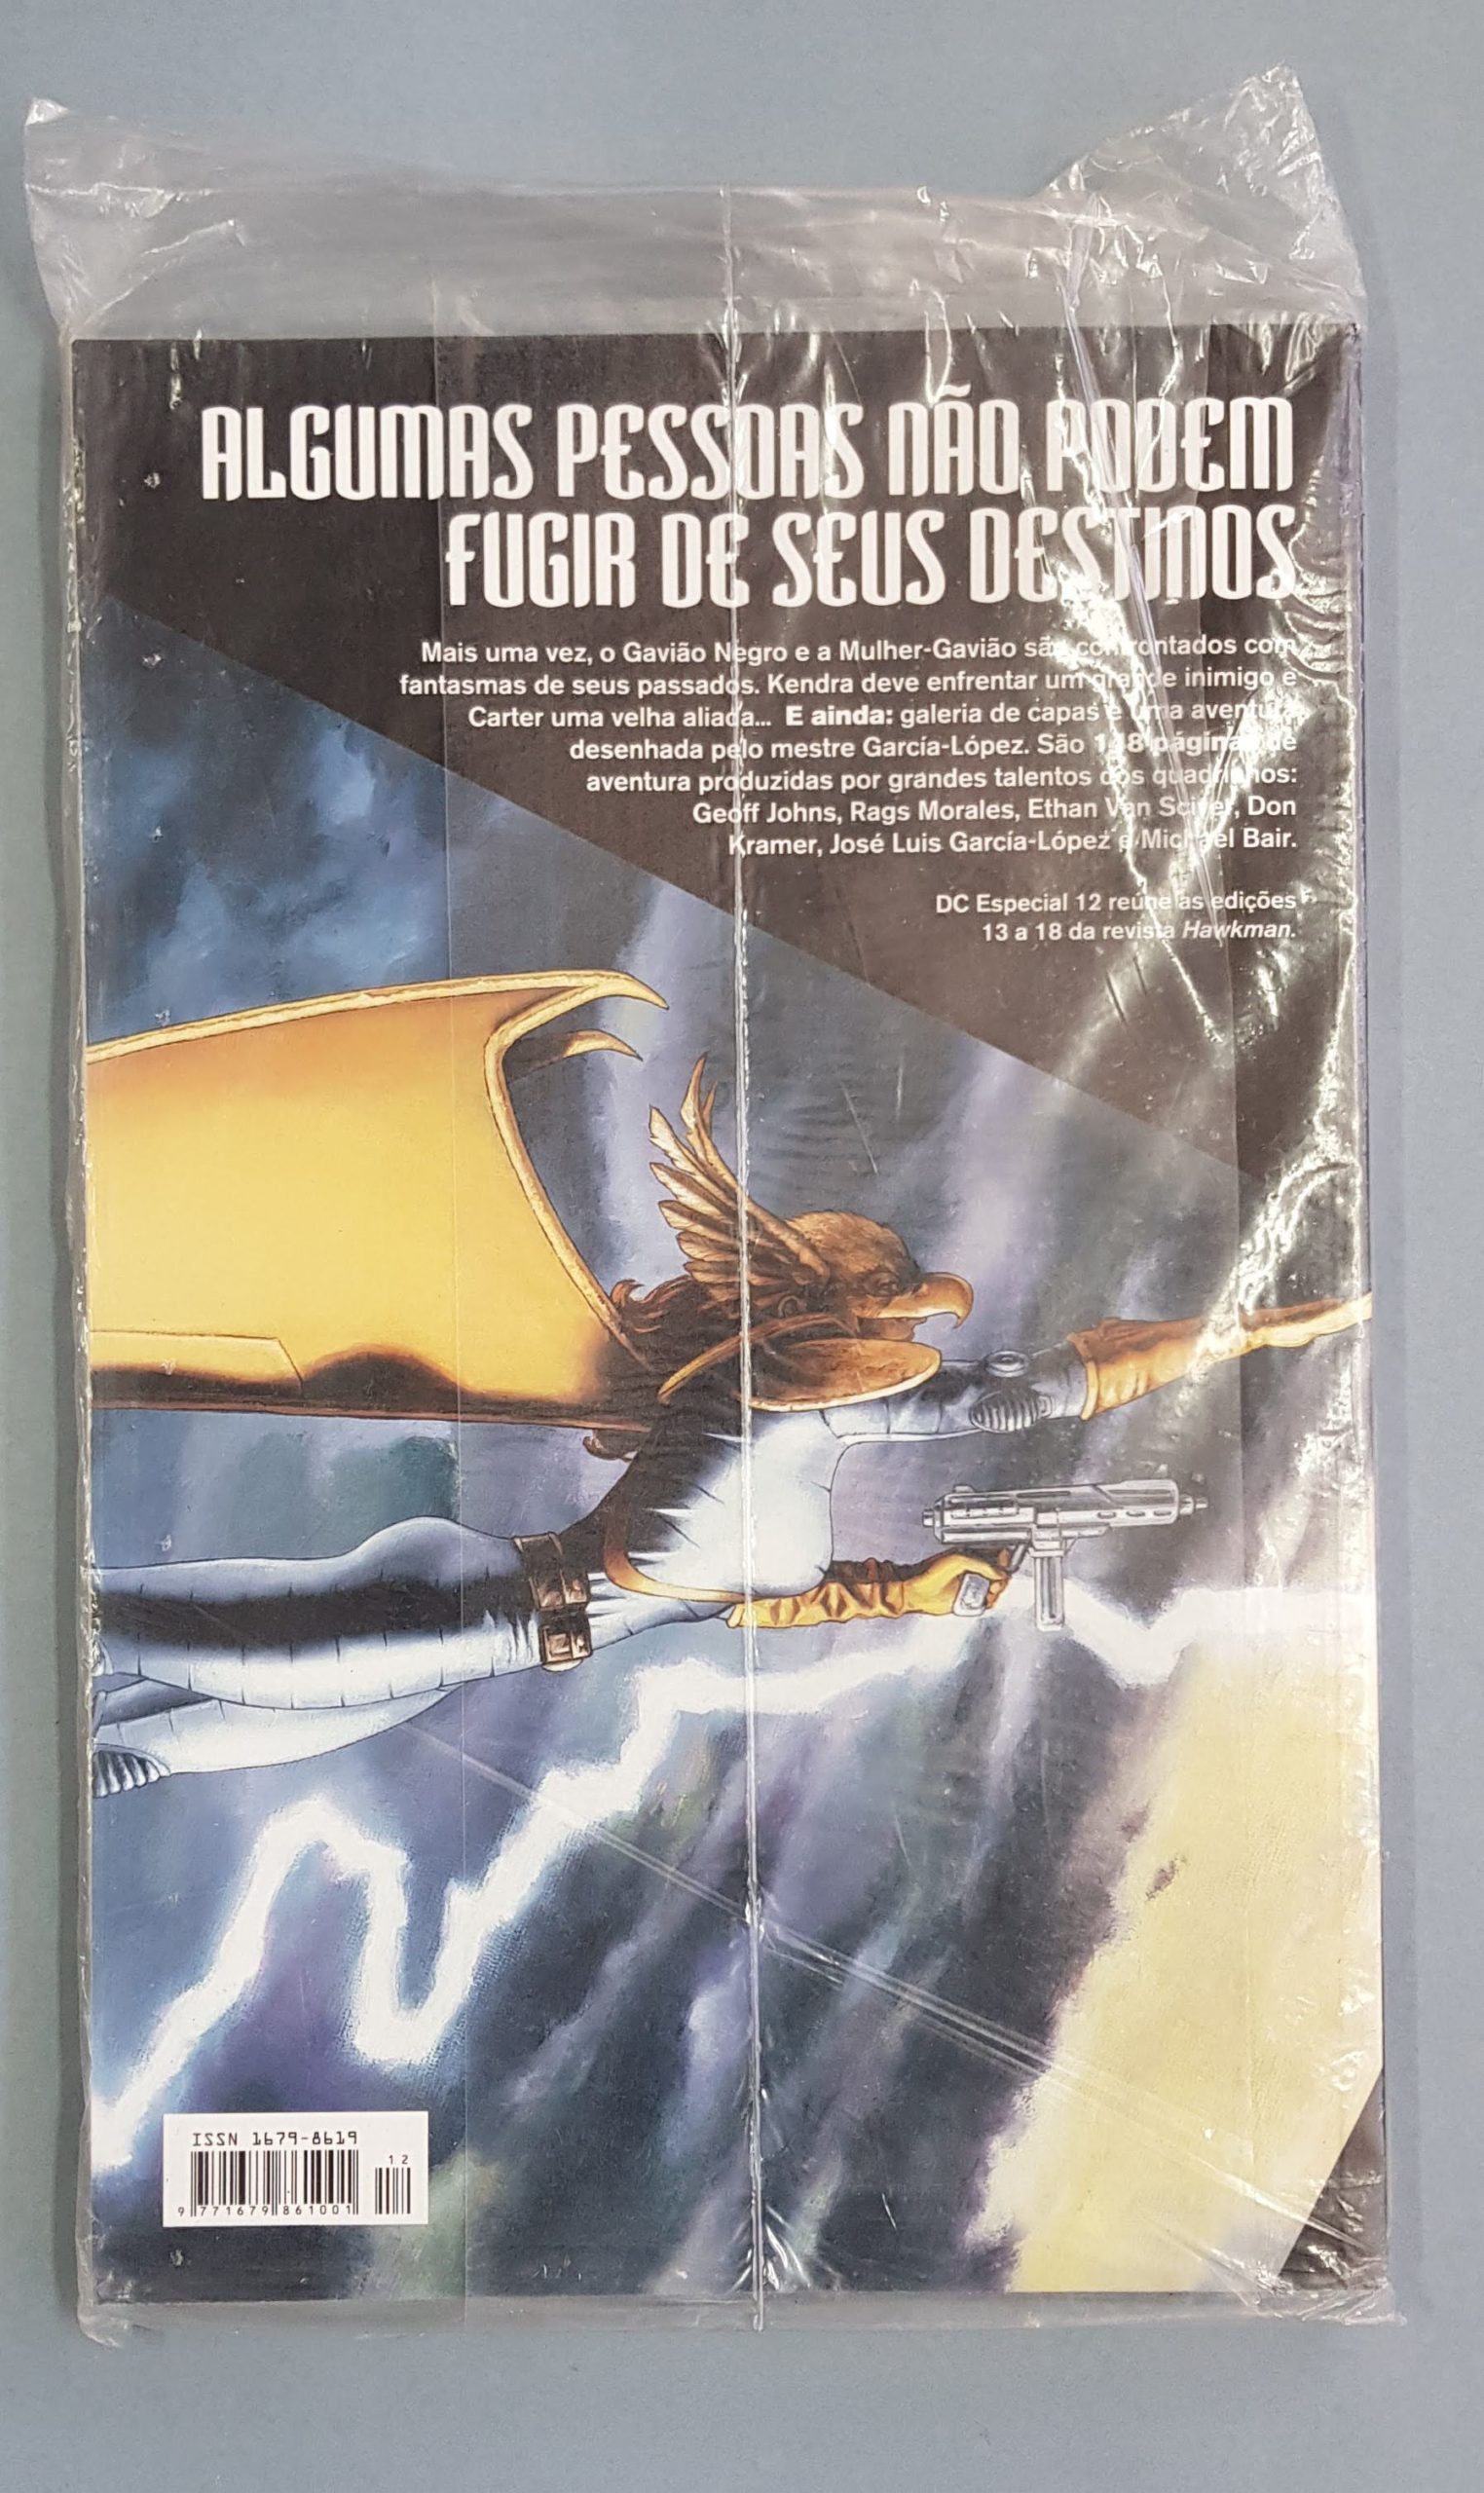 ALGUMAS PESSOAS NÃO PODEM
FUGIR DE SEUS DESTINOS
Mais uma vez, o Gavião Negro e a Mulher-Gavião são confrontados com
fantasmas de seus passados. Kendra deve enfrentar um grande inimigo e
Carter uma velha aliada... E ainda: galeria de capas e uma aventura
desenhada pelo mestre García-López. São 148 páginas de
aventura produzidas por grandes talentos dos quadrinhos:
Geoff Johns, Rags Morales, Ethan Van Sciver, Don
Kramer, José Luis García-López e Michael Bair.
DC Especial 12 reúne as edições
13 a 18 da revista Hawkman.
ISSN 1679-8619
12
9 771679 861001